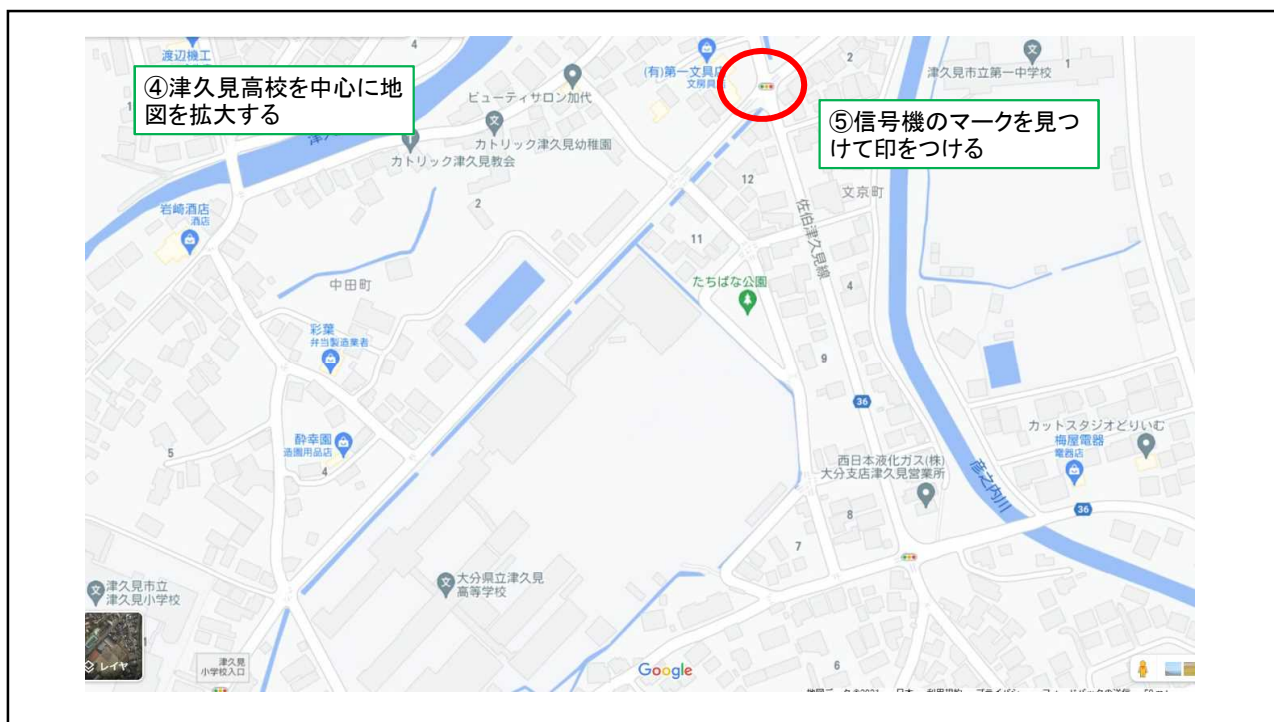 渡辺機工
④津久見高校を中心に地
図を拡大する
4
(有)第一文具店
文房具店
2
津久見市立第一中学校
1
ビューティサロン加代
⑤信号機のマークを見つ
けて印をつける
カトリック津久見幼稚園
カトリック津久見教会
12
文京町
2
岩崎酒店
酒店
佐伯津久見線
11
中田町
たちばな公園
4
彩葉
弁当製造業者
9
36
カットスタジオどりいむ
梅屋電器
電器店
酔幸園
造園用品店
5
4
西日本液化ガス(株)
大分支店津久見営業所
彦之内川
36
8
7
大分県立津久見
高等学校
津久見市立
津久見小学校
1
レイヤ
津久見
小学校入口
Google
6